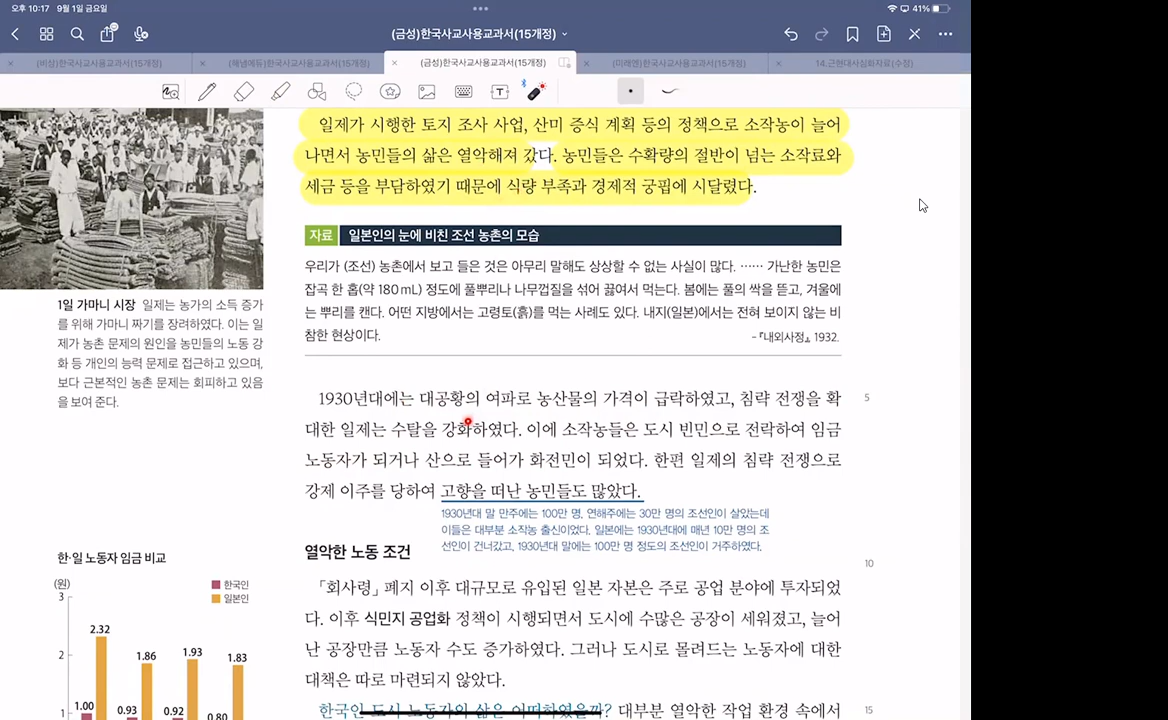 오후 10:17 9월 1일 금요일
41%
(금성)한국사교사용교과서(15개정)
(비상)한국사교사용교과서(15개정)
(해냄에듀)한국사교사용교과서(15개정)
(금성)한국사교사용교과서(15개정)
(미래엔)한국사교사용교과서(15개정)
14.근현대사심화자료(수정)
일제가 시행한 토지 조사 사업, 산미 증식 계획 등의 정책으로 소작농이 늘어
나면서 농민들의 삶은 열악해져 갔다. 농민들은 수확량의 절반이 넘는 소작료와
세금 등을 부담하였기 때문에 식량 부족과 경제적 궁핍에 시달렸다.
자료 일본인의 눈에 비친 조선 농촌의 모습
우리가 (조선) 농촌에서 보고 들은 것은 아무리 말해도 상상할 수 없는 사실이 많다. …… 가난한 농민은
잡곡 한 홉(약 180mL) 정도에 풀뿌리나 나무껍질을 섞어 끓여서 먹는다. 봄에는 풀의 싹을 뜯고, 겨울에
는 뿌리를 캔다. 어떤 지방에서는 고령토(흙)를 먹는 사례도 있다. 내지(일본)에서는 전혀 보이지 않는 비
참한 현상이다.
- 『내외사정』, 1932.
1일 가마니 시장 일제는 농가의 소득 증가
를 위해 가마니 짜기를 장려하였다. 이는 일
제가 농촌 문제의 원인을 농민들의 노동 강
화 등 개인의 능력 문제로 접근하고 있으며,
보다 근본적인 농촌 문제는 회피하고 있음
을 보여 준다.
1930년대에는 대공황의 여파로 농산물의 가격이 급락하였고, 침략 전쟁을 확
5
대한 일제는 수탈을 강화하였다. 이에 소작농들은 도시 빈민으로 전락하여 임금
노동자가 되거나 산으로 들어가 화전민이 되었다. 한편 일제의 침략 전쟁으로
강제 이주를 당하여 고향을 떠난 농민들도 많았다.
1930년대 말 만주에는 100만 명, 연해주에는 30만 명의 조선인이 살았는데
이들은 대부분 소작농 출신이었다. 일본에는 1930년대에 매년 10만 명의 조
선인이 건너갔고, 1930년대 말에는 100만 명 정도의 조선인이 거주하였다.
열악한 노동 조건
10
「회사령」 폐지 이후 대규모로 유입된 일본 자본은 주로 공업 분야에 투자되었
다. 이후 식민지 공업화 정책이 시행되면서 도시에 수많은 공장이 세워졌고, 늘어
난 공장만큼 노동자 수도 증가하였다. 그러나 도시로 몰려드는 노동자에 대한
대책은 따로 마련되지 않았다.
한국인 도시 노동자의 삶은 어떠하였을까? 대부분 열악한 작업 환경 속에서
15
한·일 노동자 임금 비교
(원)
한국인
일본인
3
2
1
2.32
1.86
1.93
1.83
1.00
0.93
0.92
0.80